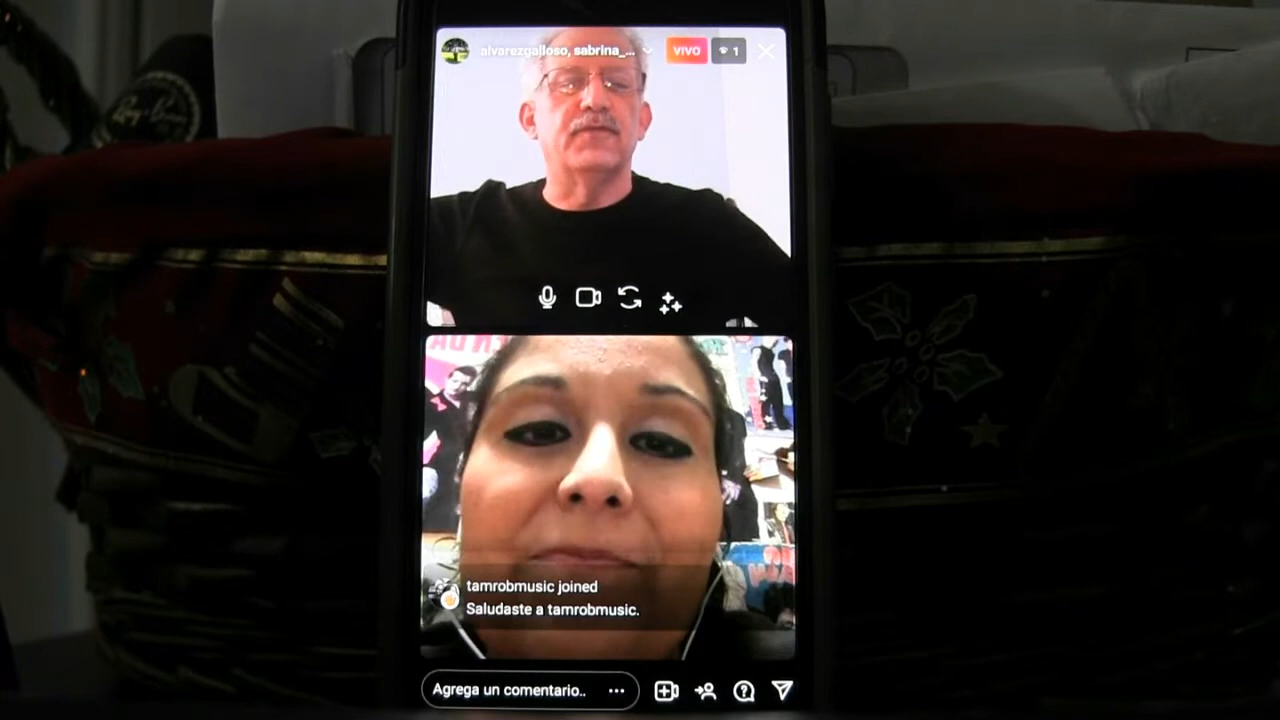 alvarezgalloso, sabrina_...
VIVO
1
tamrobmusic joined
Saludaste a tamrobmusic.
Agrega un comentario..